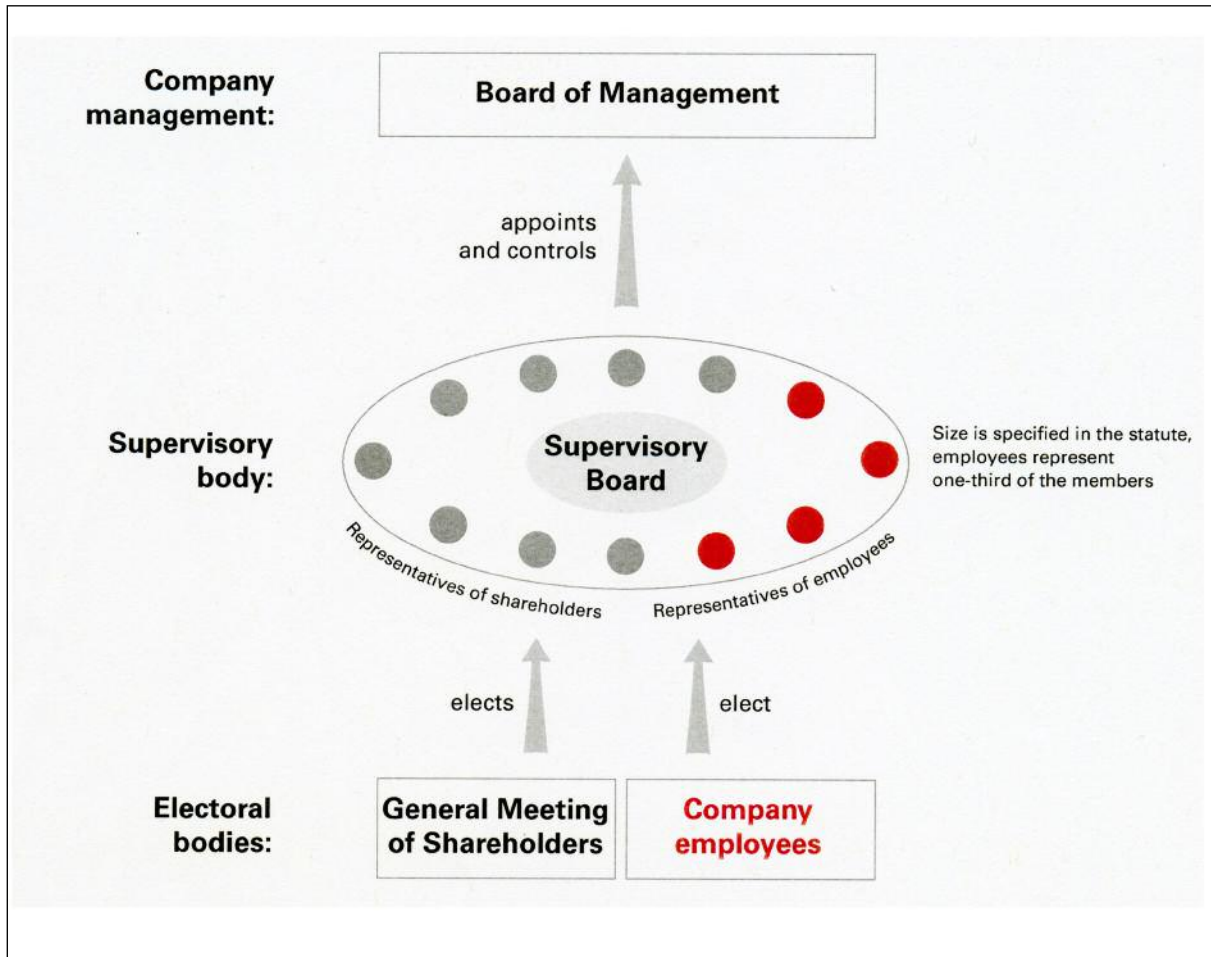 Company
management:
Board of Management
appoints
and controls
Supervisory
body:
Supervisory
Board
Size is specified in the statute,
employees represent
one-third of the members
Representatives of shareholders
Representatives of employees
elects
elect
Electoral
bodies:
General Meeting
of Shareholders
Company
employees